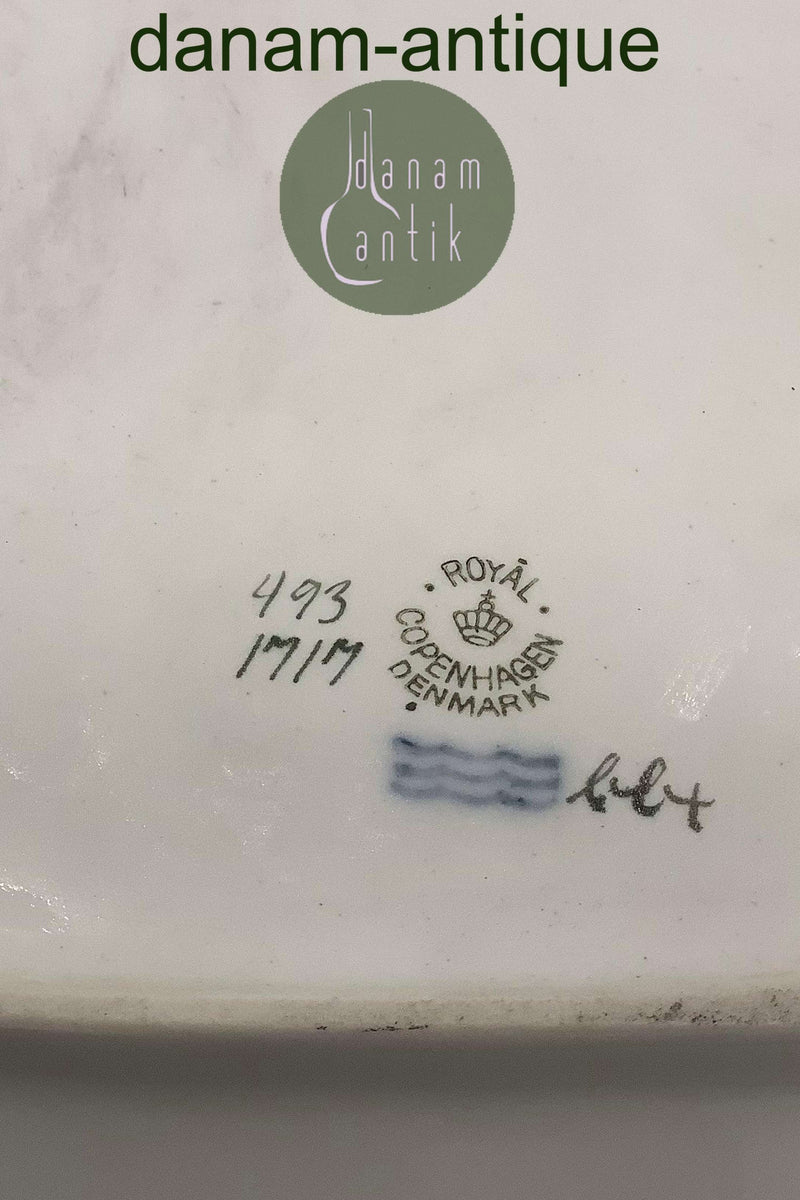 danam-antique
danam
antik
493
1717
ROYAL
COPENHAGEN
DENMARK